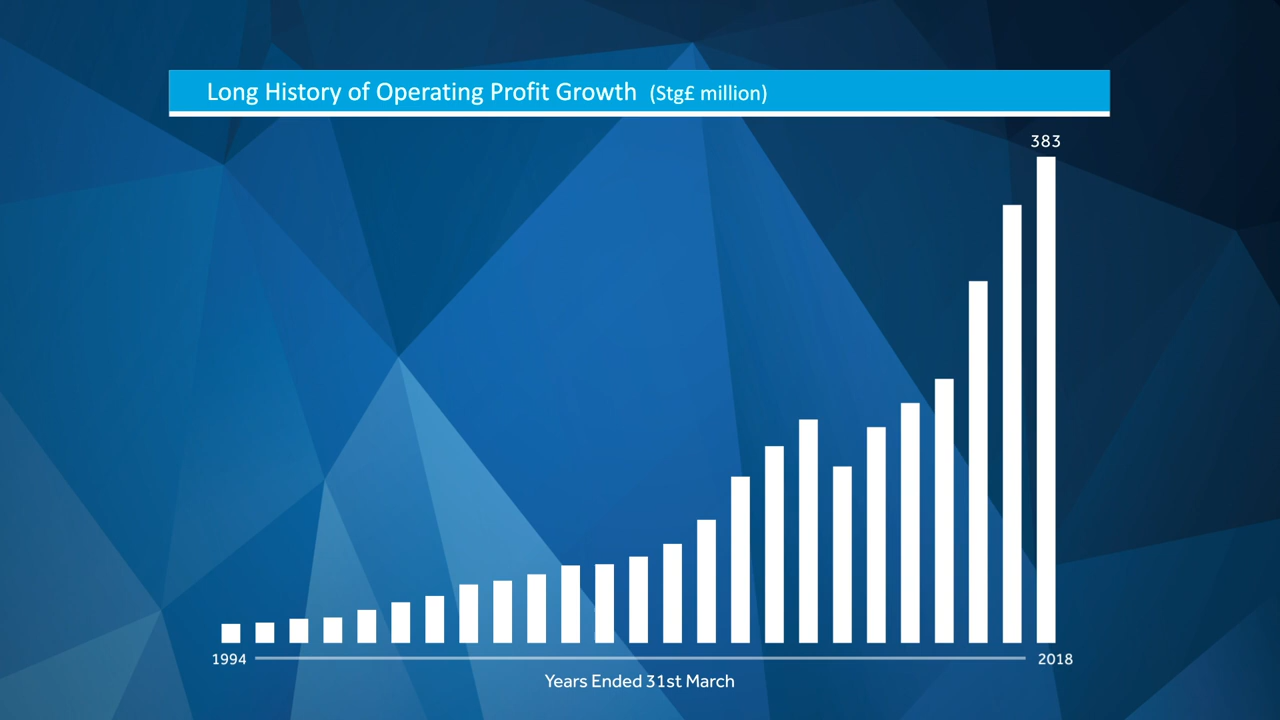 Long History of Operating Profit Growth (Stg£ million)
383
1994
2018
Years Ended 31st March